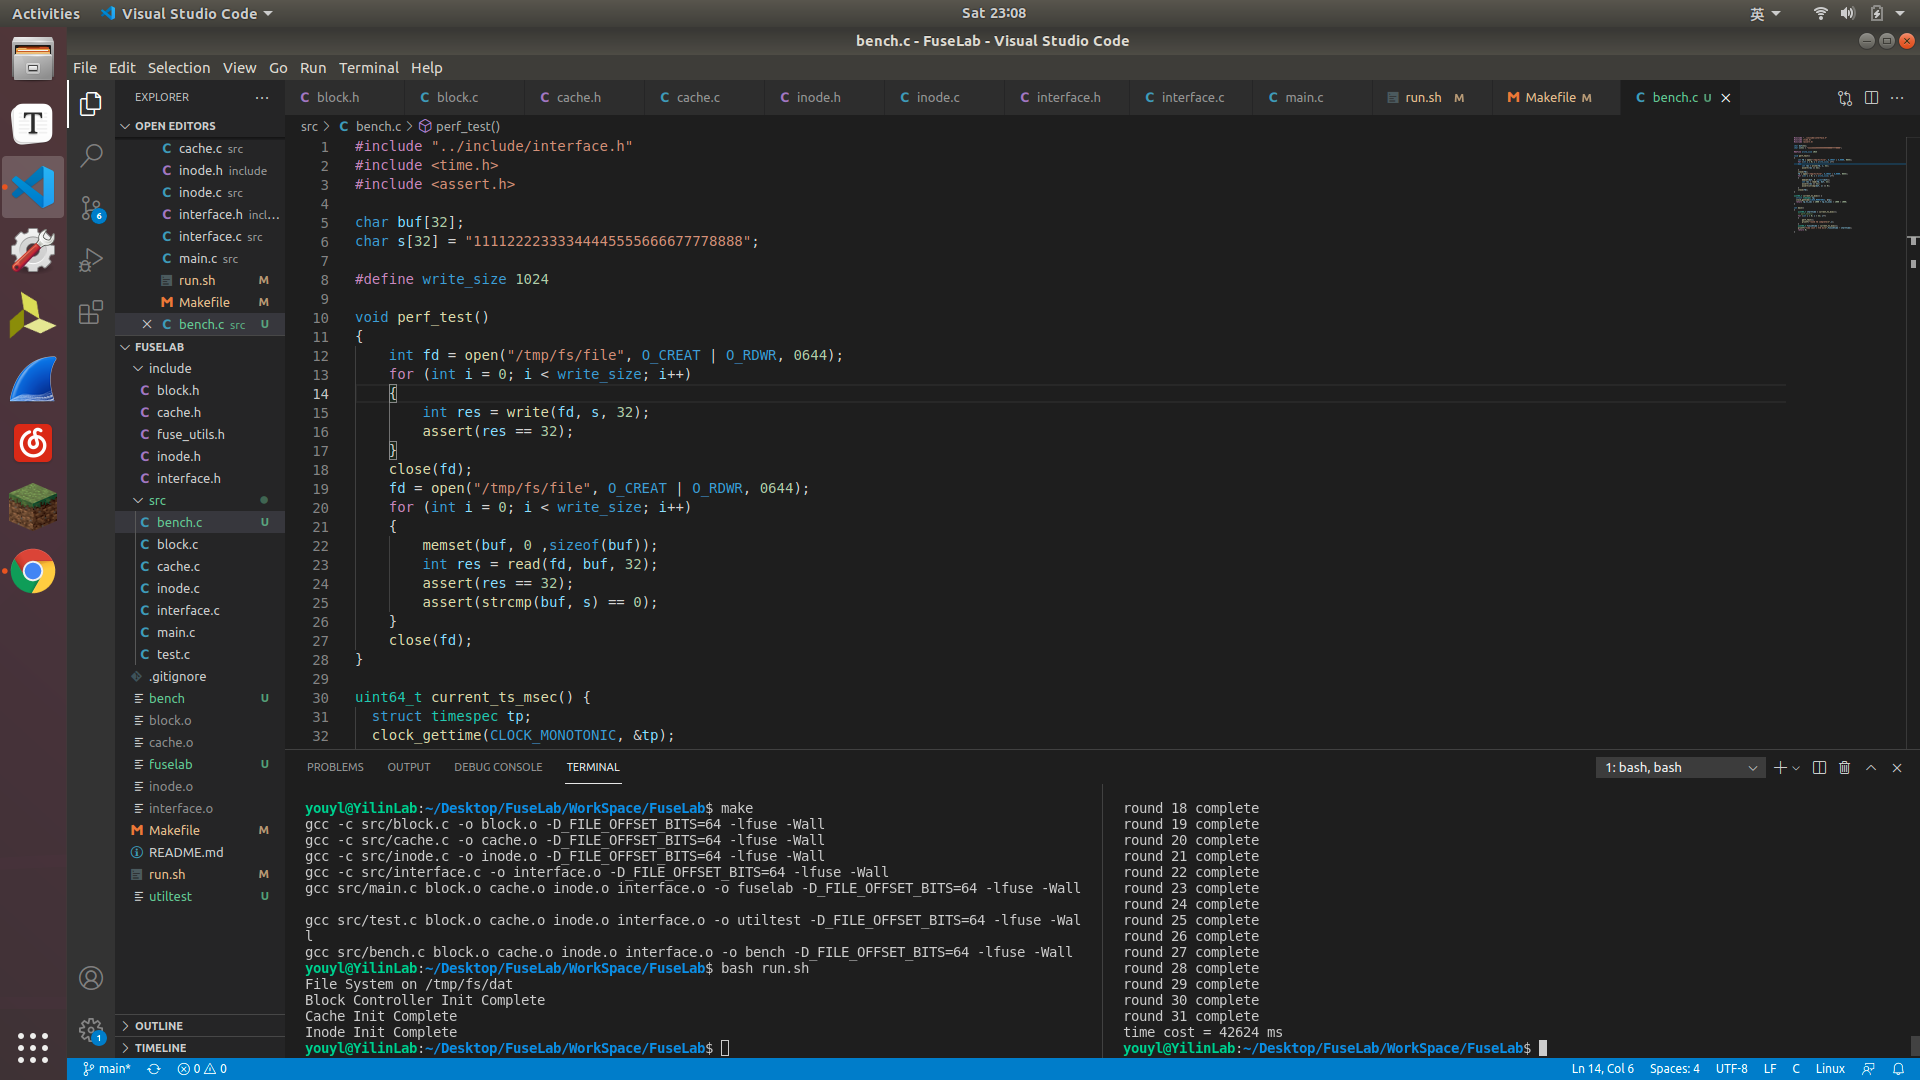 Activities
Visual Studio Code
Sat 23:08
英
bench.c - FuseLab - Visual Studio Code
File Edit Selection View Go Run Terminal Help
EXPLORER
OPEN EDITORS
cache.c src
inode.h include
inode.c src
interface.h incl...
interface.c src
main.c src
run.sh M
Makefile M
bench.c src U
FUSELAB
include
block.h
cache.h
fuse_utils.h
inode.h
interface.h
src
bench.c U
block.c
cache.c
inode.c
interface.c
main.c
test.c
.gitignore
bench U
block.o
cache.o
fuselab U
inode.o
interface.o
Makefile M
README.md
run.sh M
utiltest U
OUTLINE
TIMELINE
block.h block.c cache.h cache.c inode.h inode.c interface.h interface.c main.c run.sh M Makefile M bench.c U
src > bench.c > perf_test()
1 #include "../include/interface.h"
2 #include <time.h>
3 #include <assert.h>
4
5 char buf[32];
6 char s[32] = "11112222333344445555666677778888";
7
8 #define write_size 1024
9
10 void perf_test()
11 {
12 int fd = open("/tmp/fs/file", O_CREAT | O_RDWR, 0644);
13 for (int i = 0; i < write_size; i++)
14 {
15 int res = write(fd, s, 32);
16 assert(res == 32);
17 }
18 close(fd);
19 fd = open("/tmp/fs/file", O_CREAT | O_RDWR, 0644);
20 for (int i = 0; i < write_size; i++)
21 {
22 memset(buf, 0 ,sizeof(buf));
23 int res = read(fd, buf, 32);
24 assert(res == 32);
25 assert(strcmp(buf, s) == 0);
26 }
27 close(fd);
28 }
29
30 uint64_t current_ts_msec() {
31 struct timespec tp;
32 clock_gettime(CLOCK_MONOTONIC, &tp);
PROBLEMS OUTPUT DEBUG CONSOLE TERMINAL
1: bash, bash
youyl@YilinLab:~/Desktop/FuseLab/WorkSpace/FuseLab$ make
gcc -c src/block.c -o block.o -D_FILE_OFFSET_BITS=64 -lfuse -Wall
gcc -c src/cache.c -o cache.o -D_FILE_OFFSET_BITS=64 -lfuse -Wall
gcc -c src/inode.c -o inode.o -D_FILE_OFFSET_BITS=64 -lfuse -Wall
gcc -c src/interface.c -o interface.o -D_FILE_OFFSET_BITS=64 -lfuse -Wall
gcc src/main.c block.o cache.o inode.o interface.o -o fuselab -D_FILE_OFFSET_BITS=64 -lfuse -Wall
gcc src/test.c block.o cache.o inode.o interface.o -o utiltest -D_FILE_OFFSET_BITS=64 -lfuse -Wal
l
gcc src/bench.c block.o cache.o inode.o interface.o -o bench -D_FILE_OFFSET_BITS=64 -lfuse -Wall
youyl@YilinLab:~/Desktop/FuseLab/WorkSpace/FuseLab$ bash run.sh
File System on /tmp/fs/dat
Block Controller Init Complete
Cache Init Complete
Inode Init Complete
youyl@YilinLab:~/Desktop/FuseLab/WorkSpace/FuseLab$
round 18 complete
round 19 complete
round 20 complete
round 21 complete
round 22 complete
round 23 complete
round 24 complete
round 25 complete
round 26 complete
round 27 complete
round 28 complete
round 29 complete
round 30 complete
round 31 complete
time cost = 42624 ms
youyl@YilinLab:~/Desktop/FuseLab/WorkSpace/FuseLab$
main* 0 0
Ln 14, Col 6 Spaces: 4 UTF-8 LF C Linux